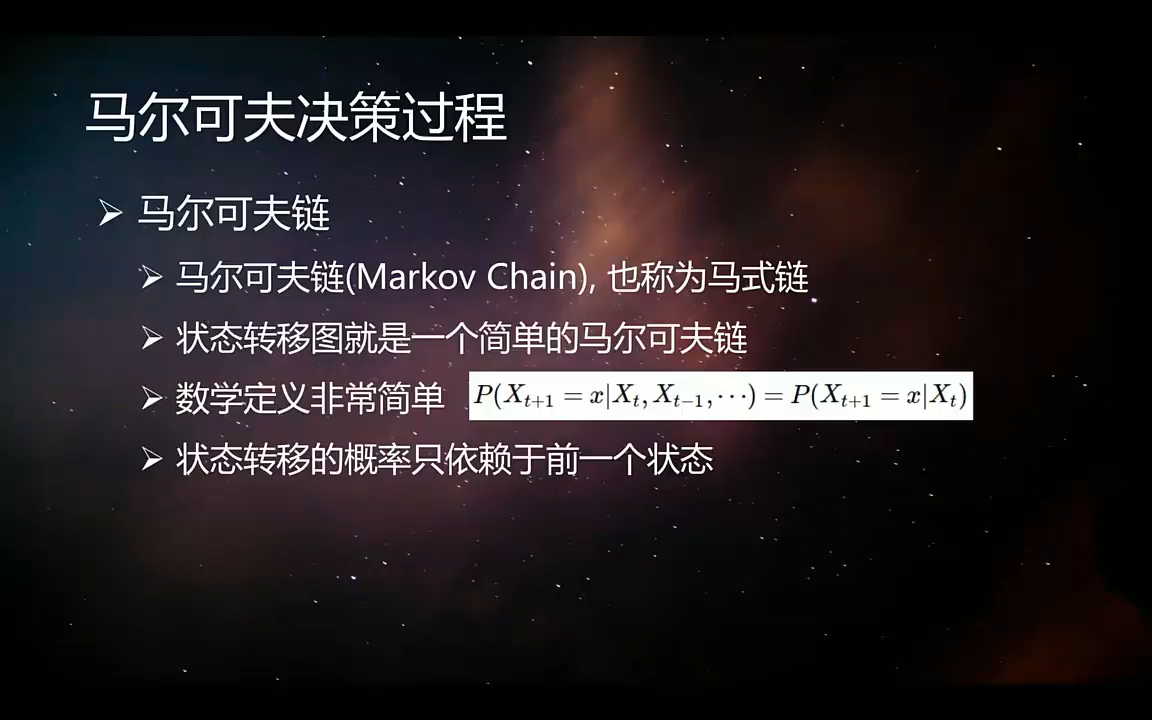 马尔可夫决策过程
➢ 马尔可夫链
➢ 马尔可夫链(Markov Chain), 也称为马式链
➢ 状态转移图就是一个简单的马尔可夫链
➢ 数学定义非常简单 P(X_{t+1} = x|X_t, X_{t−1}, ⋯) = P(X_{t+1} = x|X_t)
➢ 状态转移的概率只依赖于前一个状态